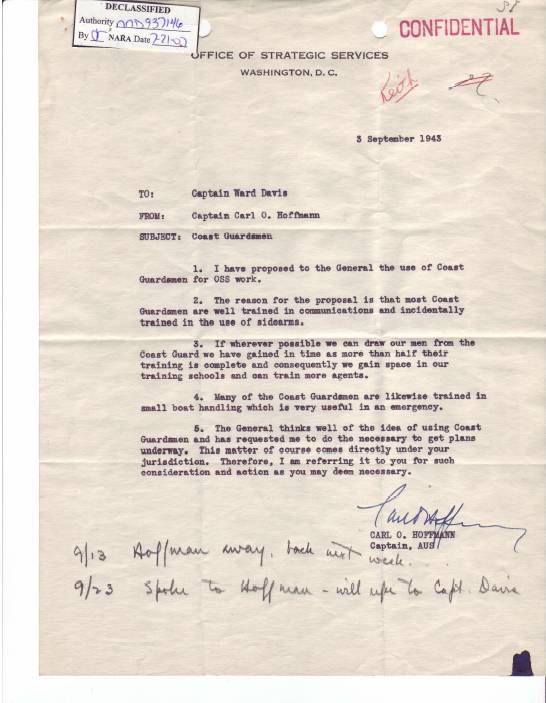 DECLASSIFIED
Authority NND 937146
By NARA Date
CONFIDENTIAL
OFFICE OF STRATEGIC SERVICES
WASHINGTON, D. C.
Keith
3 September 1943
TO: Captain Ward Davis
FROM: Captain Carl O. Hoffmann
SUBJECT: Coast Guardsmen
1. I have proposed to the General the use of Coast
Guardsmen for OSS work.
2. The reason for the proposal is that most Coast
Guardsmen are well trained in communications and incidentally
trained in the use of sidearms.
3. If wherever possible we can draw our men from the
Coast Guard we have gained in time as more than half their
training is complete and consequently we gain space in our
training schools and can train more agents.
4. Many of the Coast Guardsmen are likewise trained in
small boat handling which is very useful in an emergency.
5. The General thinks well of the idea of using Coast
Guardsmen and has requested me to do the necessary to get plans
underway. This matter of course comes directly under your
jurisdiction. Therefore, I am referring it to you for such
consideration and action as you may deem necessary.
CARL O. HOFFMANN
Captain, AUS
9/13 Hoffman away, back next
week.
9/23 Spoke to Hoffman - will refer to Capt. Davis